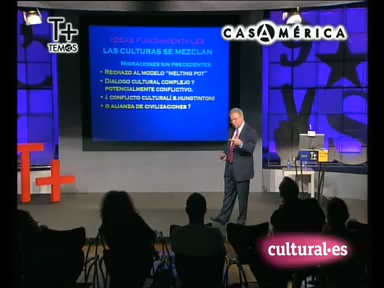 T+
TEMOS
CASAMÉRICA
IDEAS FUNDAMENTALES
LAS CULTURAS SE MEZCLAN
MIGRACIONES SIN PRECEDENTES
• RECHAZO AL MODELO "MELTING POT"
• DIALOGO CULTURAL COMPLEJO Y
POTENCIALMENTE CONFLICTIVO.
• ¿ CONFLICTO CULTURAL( S.HUNGTINTON)
• O ALIANZA DE CIVILIZACIONES ?
T+
cultural·es